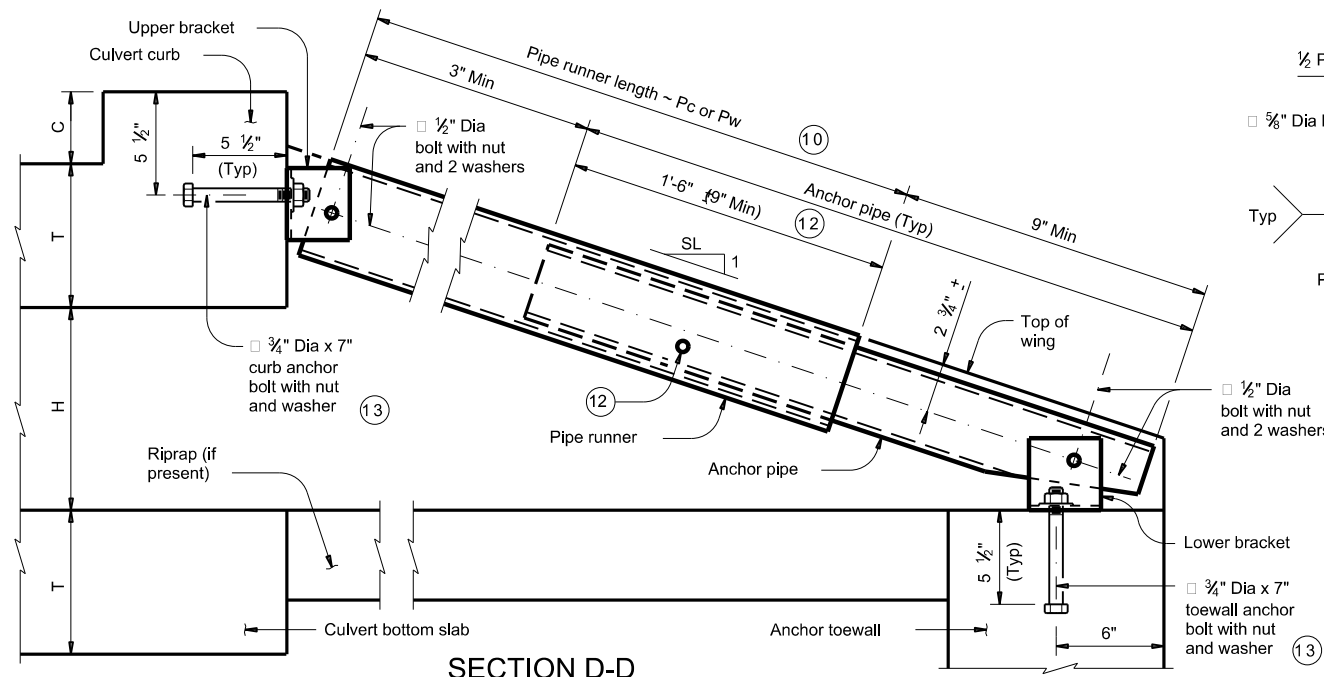 Upper bracket
Culvert curb
Pipe runner length ~ Pc or Pw
3" Min
10
½" Dia
bolt with nut
and 2 washers
C
5 ½"
5 ½"
(Typ)
1'-6" ±
(9" Min)
12
Anchor pipe (Typ)
9" Min
½ F
⅝" Dia
Typ
T
SL
1
2 ¾" ±
Top of
wing
¾" Dia x 7"
curb anchor
bolt with nut
and washer
13
12
Pipe runner
Anchor pipe
½" Dia
bolt with nut
and 2 washers
H
Riprap (if
present)
T
5 ½"
(Typ)
Lower bracket
¾" Dia x 7"
toewall anchor
bolt with nut
and washer
13
Culvert bottom slab
Anchor toewall
6"
SECTION D-D